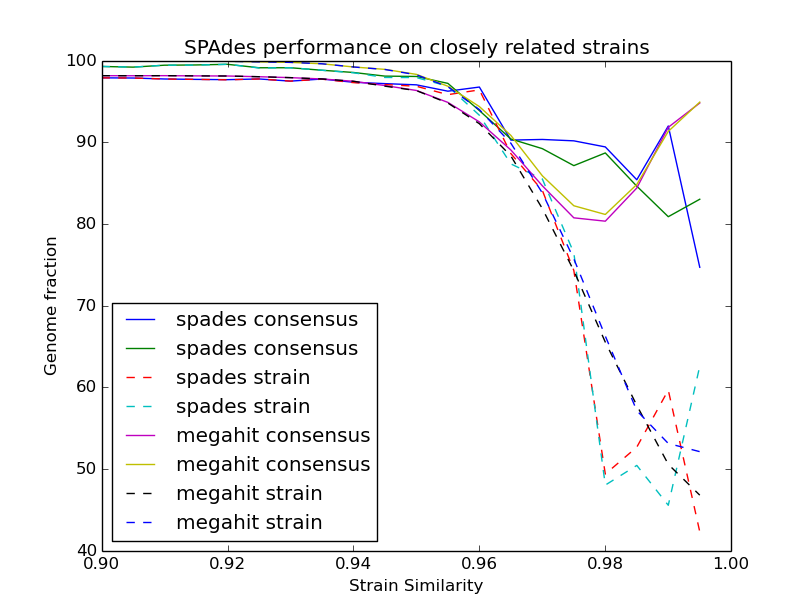 SPAdes performance on closely related strains
100
90
80
70
60
50
40
Genome fraction
spades consensus
spades consensus
spades strain
spades strain
megahit consensus
megahit consensus
megahit strain
megahit strain
0.90 0.92 0.94 0.96 0.98 1.00
Strain Similarity